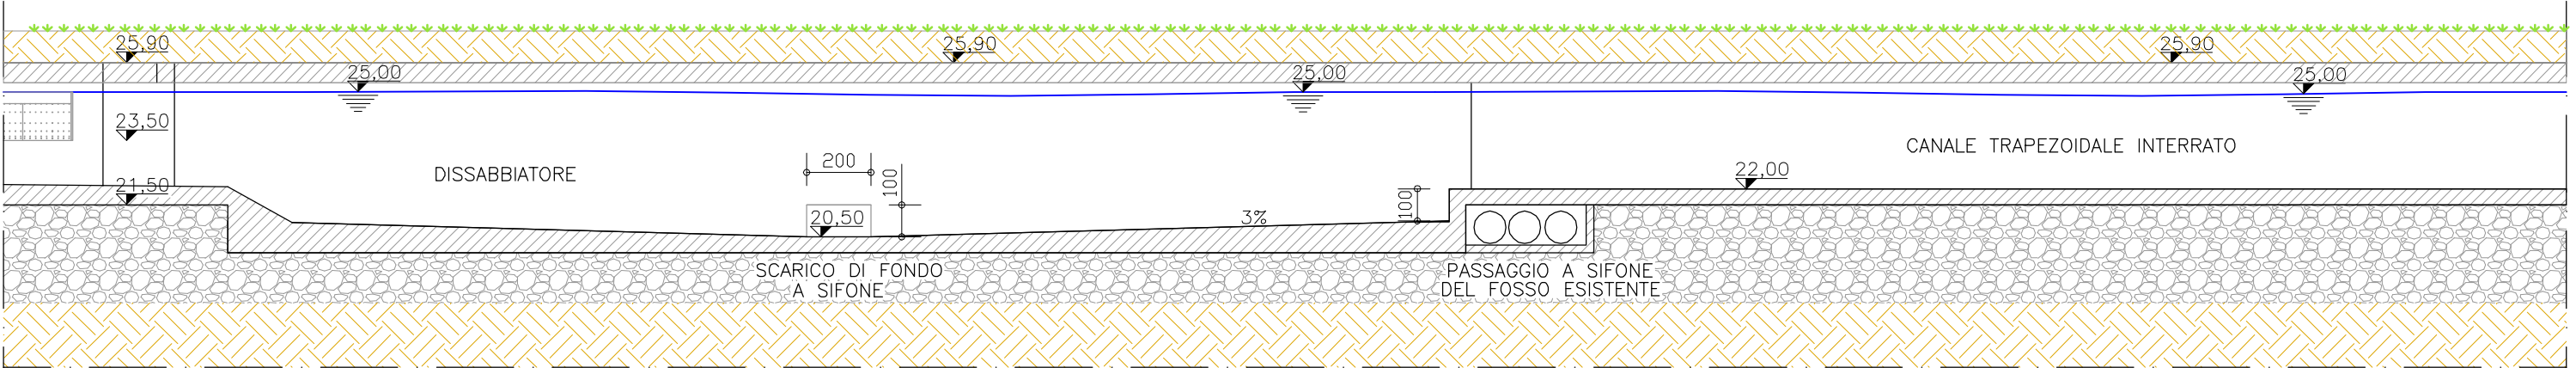 25,90
25,90
25,90
25,00
25,00
25,00
23,50
CANALE TRAPEZOIDALE INTERRATO
200
DISSABBIATORE
22,00
100
21,50
100
20,50
3%
SCARICO DI FONDO
A SIFONE
PASSAGGIO A SIFONE
DEL FOSSO ESISTENTE